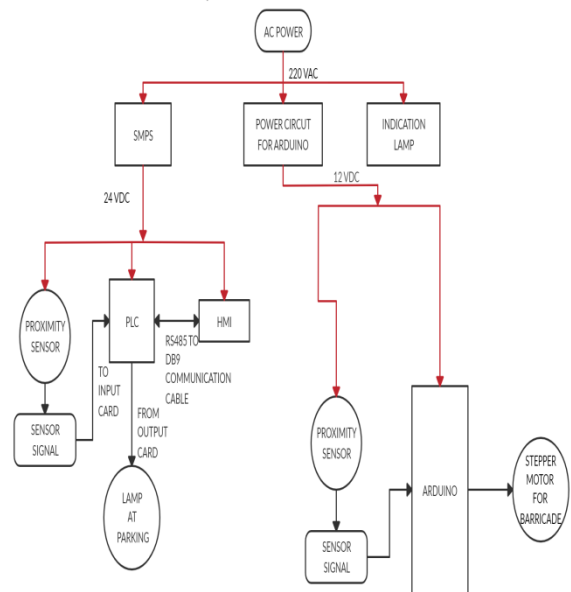 AC POWER
220 VAC
SMPS
POWER CIRCUT
FOR ARDUINO
INDICATION
LAMP
12 VDC
24 VDC
PROXIMITY
SENSOR
PLC
HMI
RS485 TO
DB9
COMMUNICATION
CABLE
TO
INPUT
CARD
FROM
OUTPUT
CARD
SENSOR
SIGNAL
LAMP
AT
PARKING
PROXIMITY
SENSOR
ARDUINO
STEPPER
MOTOR
FOR
BARRICADE
SENSOR
SIGNAL